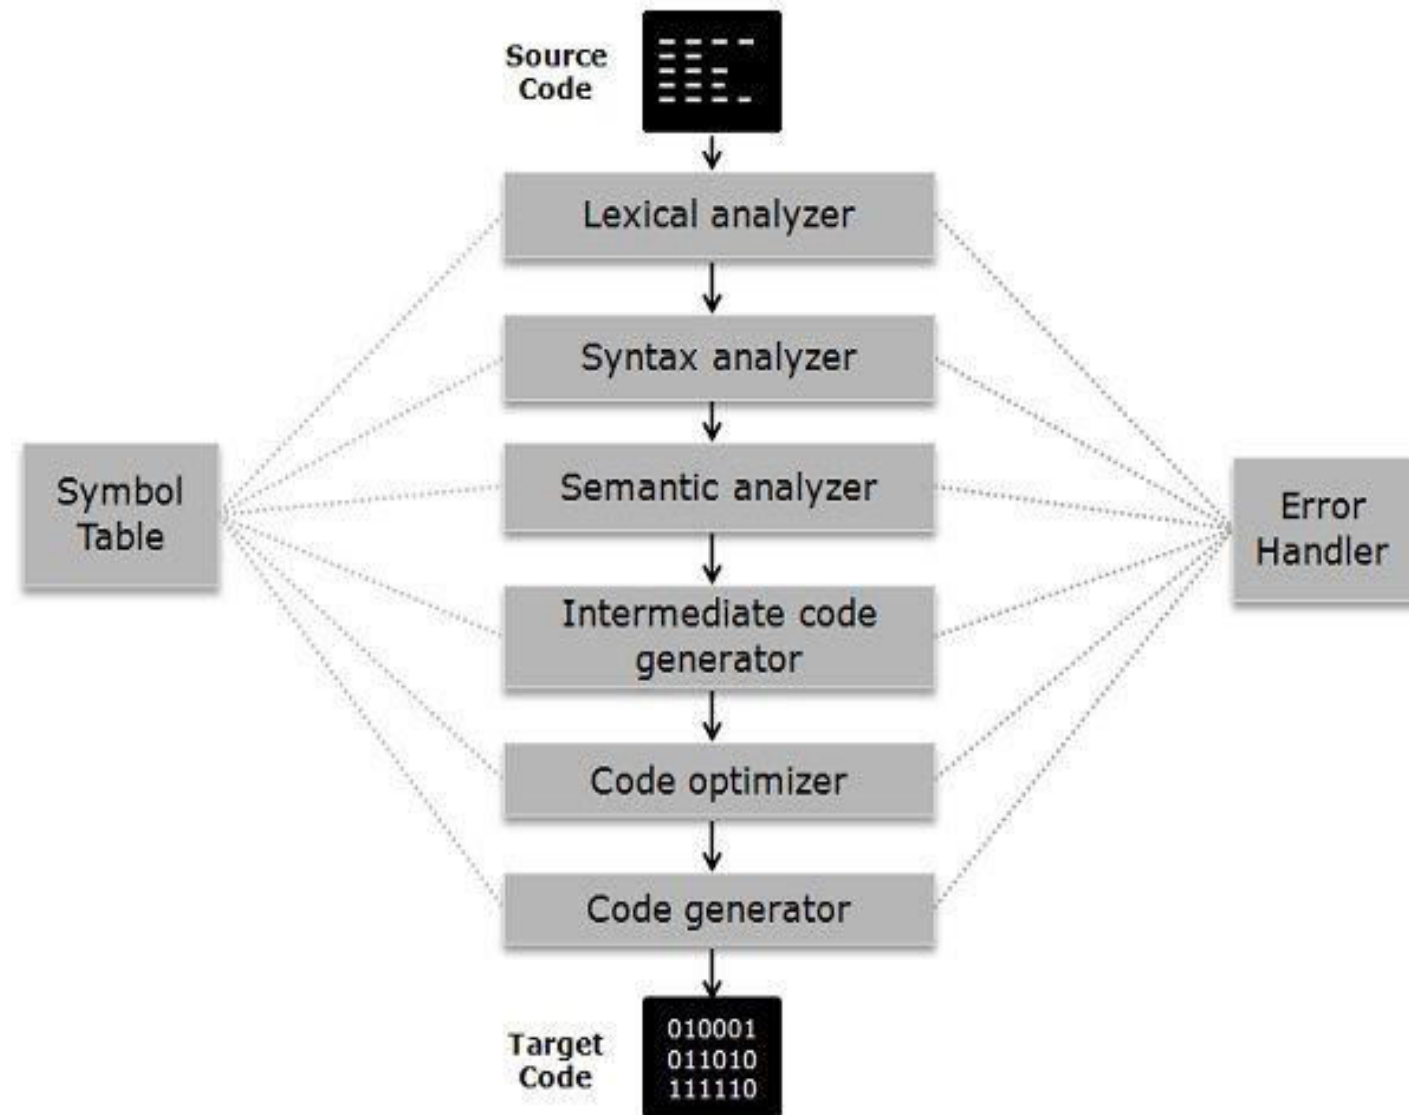 Source
Code
Lexical analyzer
Syntax analyzer
Symbol
Table
Semantic analyzer
Error
Handler
Intermediate code
generator
Code optimizer
Code generator
Target
Code
010001
011010
111110